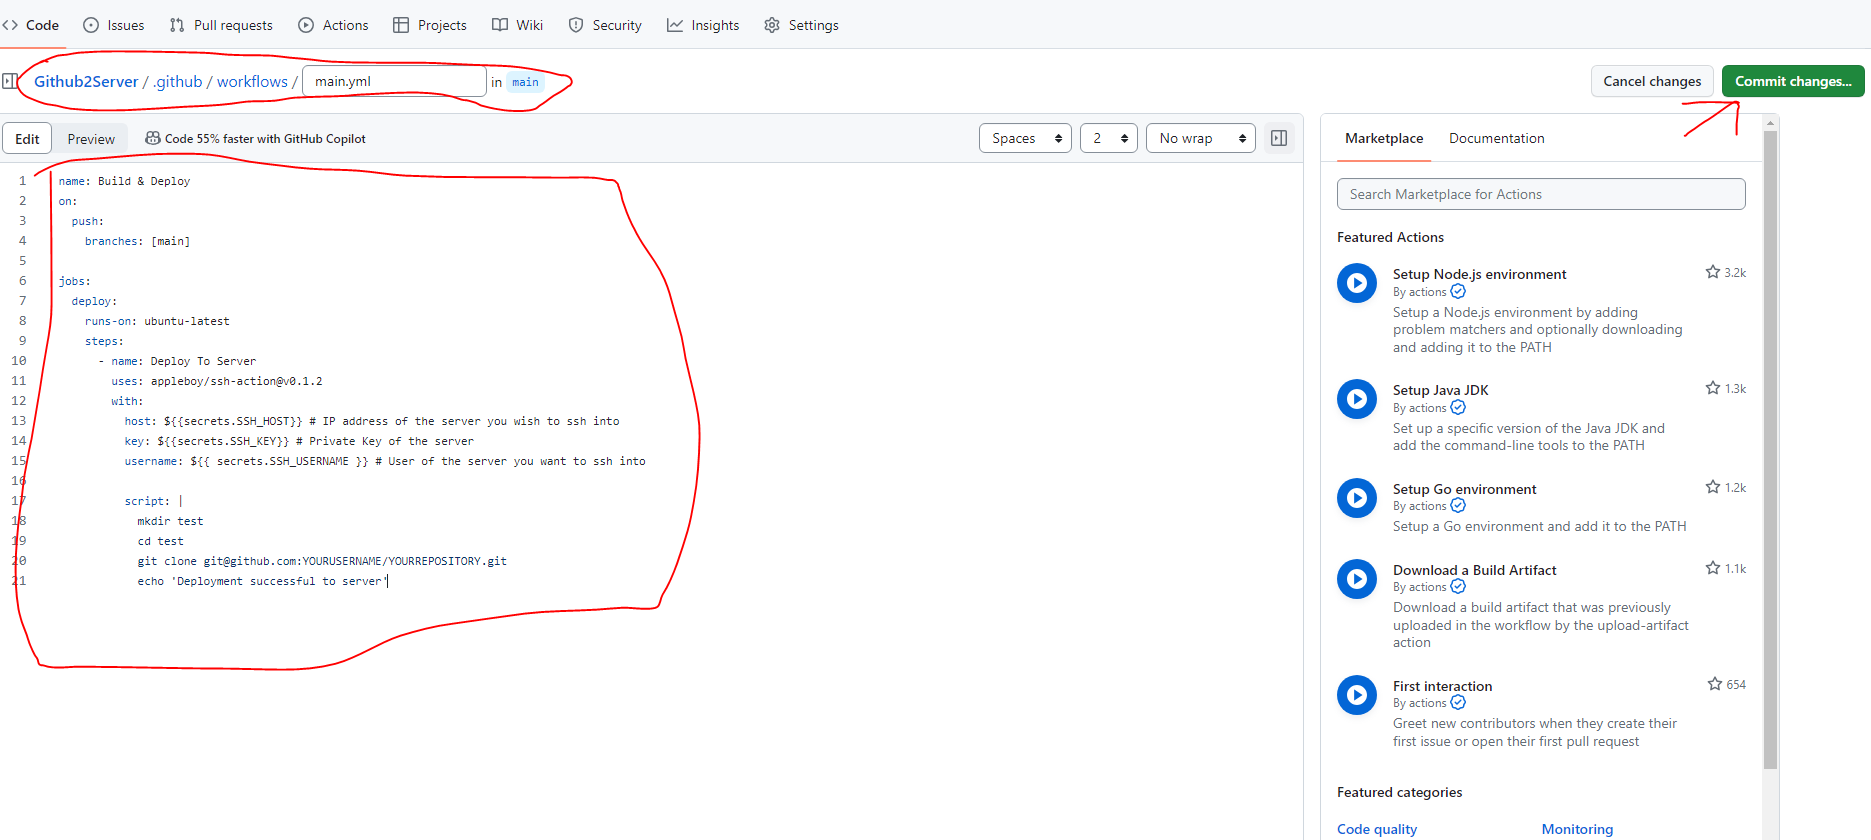 Code Issues Pull requests Actions Projects Wiki Security Insights Settings
Github2Server / .github / workflows / main.yml in main
Cancel changes Commit changes...
Edit Preview Code 55% faster with GitHub Copilot Spaces 2 No wrap
1 name: Build & Deploy
2 on:
3 push:
4 branches: [main]
5
6 jobs:
7 deploy:
8 runs-on: ubuntu-latest
9 steps:
10 - name: Deploy To Server
11 uses: appleboy/ssh-action@v0.1.2
12 with:
13 host: ${{secrets.SSH_HOST}} # IP address of the server you wish to ssh into
14 key: ${{secrets.SSH_KEY}} # Private Key of the server
15 username: ${{ secrets.SSH_USERNAME }} # User of the server you want to ssh into
16
17 script: |
18 mkdir test
19 cd test
20 git clone git@github.com:YOURUSERNAME/YOURREPOSITORY.git
21 echo 'Deployment successful to server'
Marketplace Documentation
Search Marketplace for Actions
Featured Actions
Setup Node.js environment 3.2k
By actions
Setup a Node.js environment by adding
problem matchers and optionally downloading
and adding it to the PATH
Setup Java JDK 1.3k
By actions
Set up a specific version of the Java JDK and
add the command-line tools to the PATH
Setup Go environment 1.2k
By actions
Setup a Go environment and add it to the PATH
Download a Build Artifact 1.1k
By actions
Download a build artifact that was previously
uploaded in the workflow by the upload-artifact
action
First interaction 654
By actions
Greet new contributors when they create their
first issue or open their first pull request
Featured categories
Code quality Monitoring